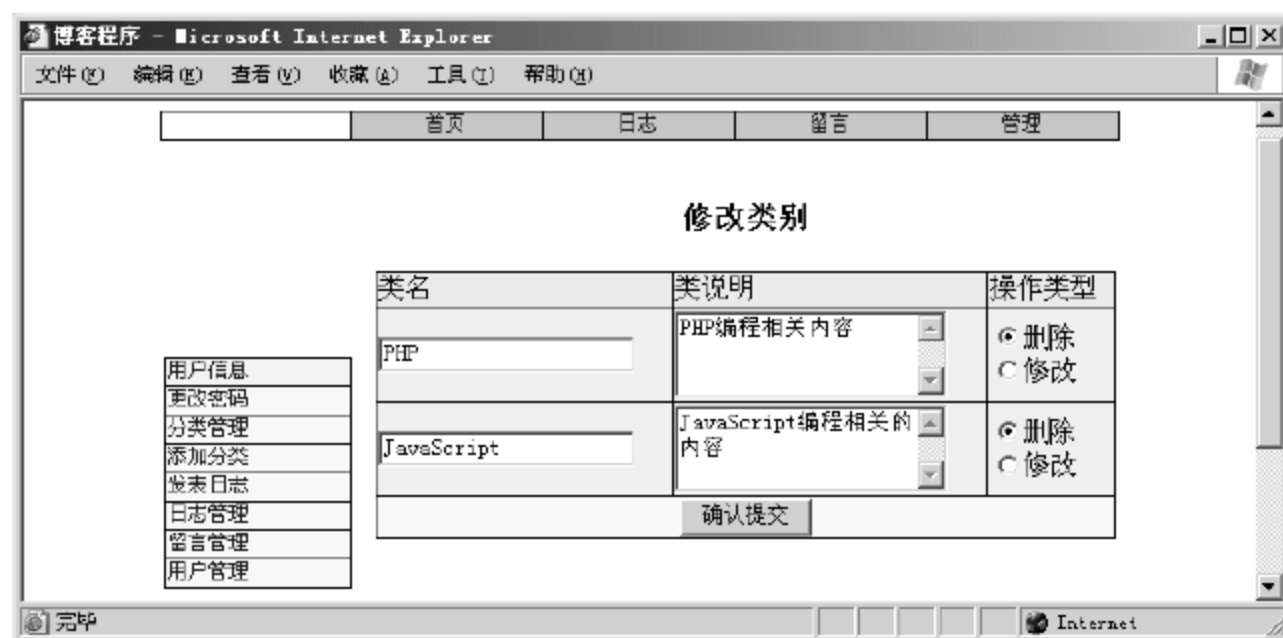 博客程序 - Microsoft Internet Explorer
文件(F) 编辑(E) 查看(V) 收藏(A) 工具(T) 帮助(H)
首页 日志 留言 管理
修改类别
类名 类说明 操作类型
PHP
PHP编程相关内容
删除
修改
JavaScript
JavaScript编程相关的
内容
删除
修改
确认提交
用户信息
更改密码
分类管理
添加分类
发表日志
日志管理
留言管理
用户管理
完毕
Internet